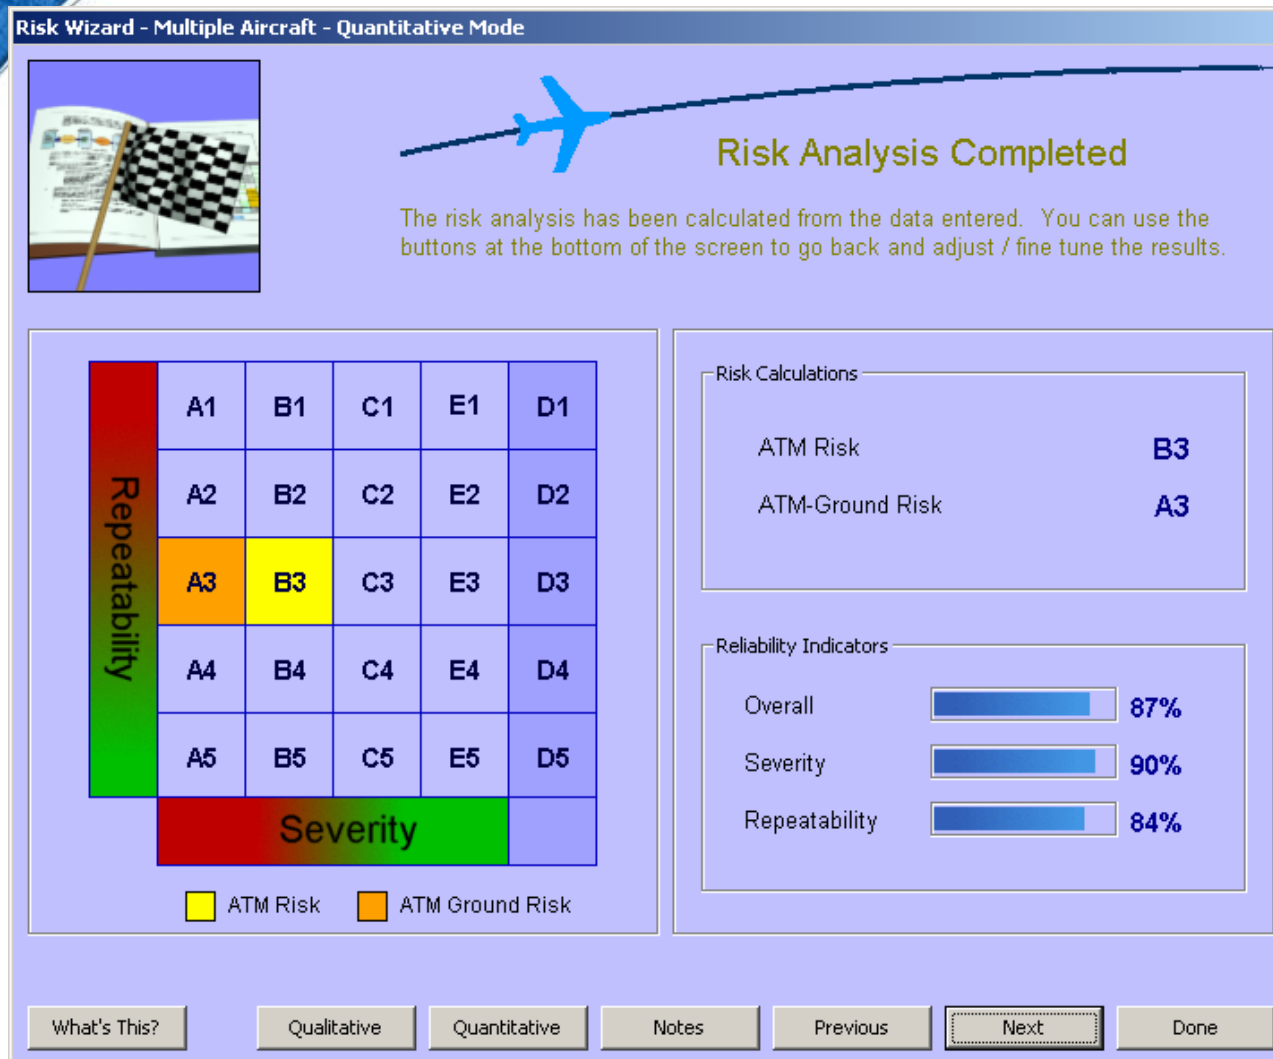 Risk Wizard - Multiple Aircraft - Quantitative Mode
Risk Analysis Completed
The risk analysis has been calculated from the data entered. You can use the
buttons at the bottom of the screen to go back and adjust / fine tune the results.
Repeatability
A1 B1 C1 E1 D1
A2 B2 C2 E2 D2
A3 B3 C3 E3 D3
A4 B4 C4 E4 D4
A5 B5 C5 E5 D5
Severity
ATM Risk ATM Ground Risk
Risk Calculations
ATM Risk B3
ATM-Ground Risk A3
Reliability Indicators
Overall 87%
Severity 90%
Repeatability 84%
What's This? Qualitative Quantitative Notes Previous Next Done